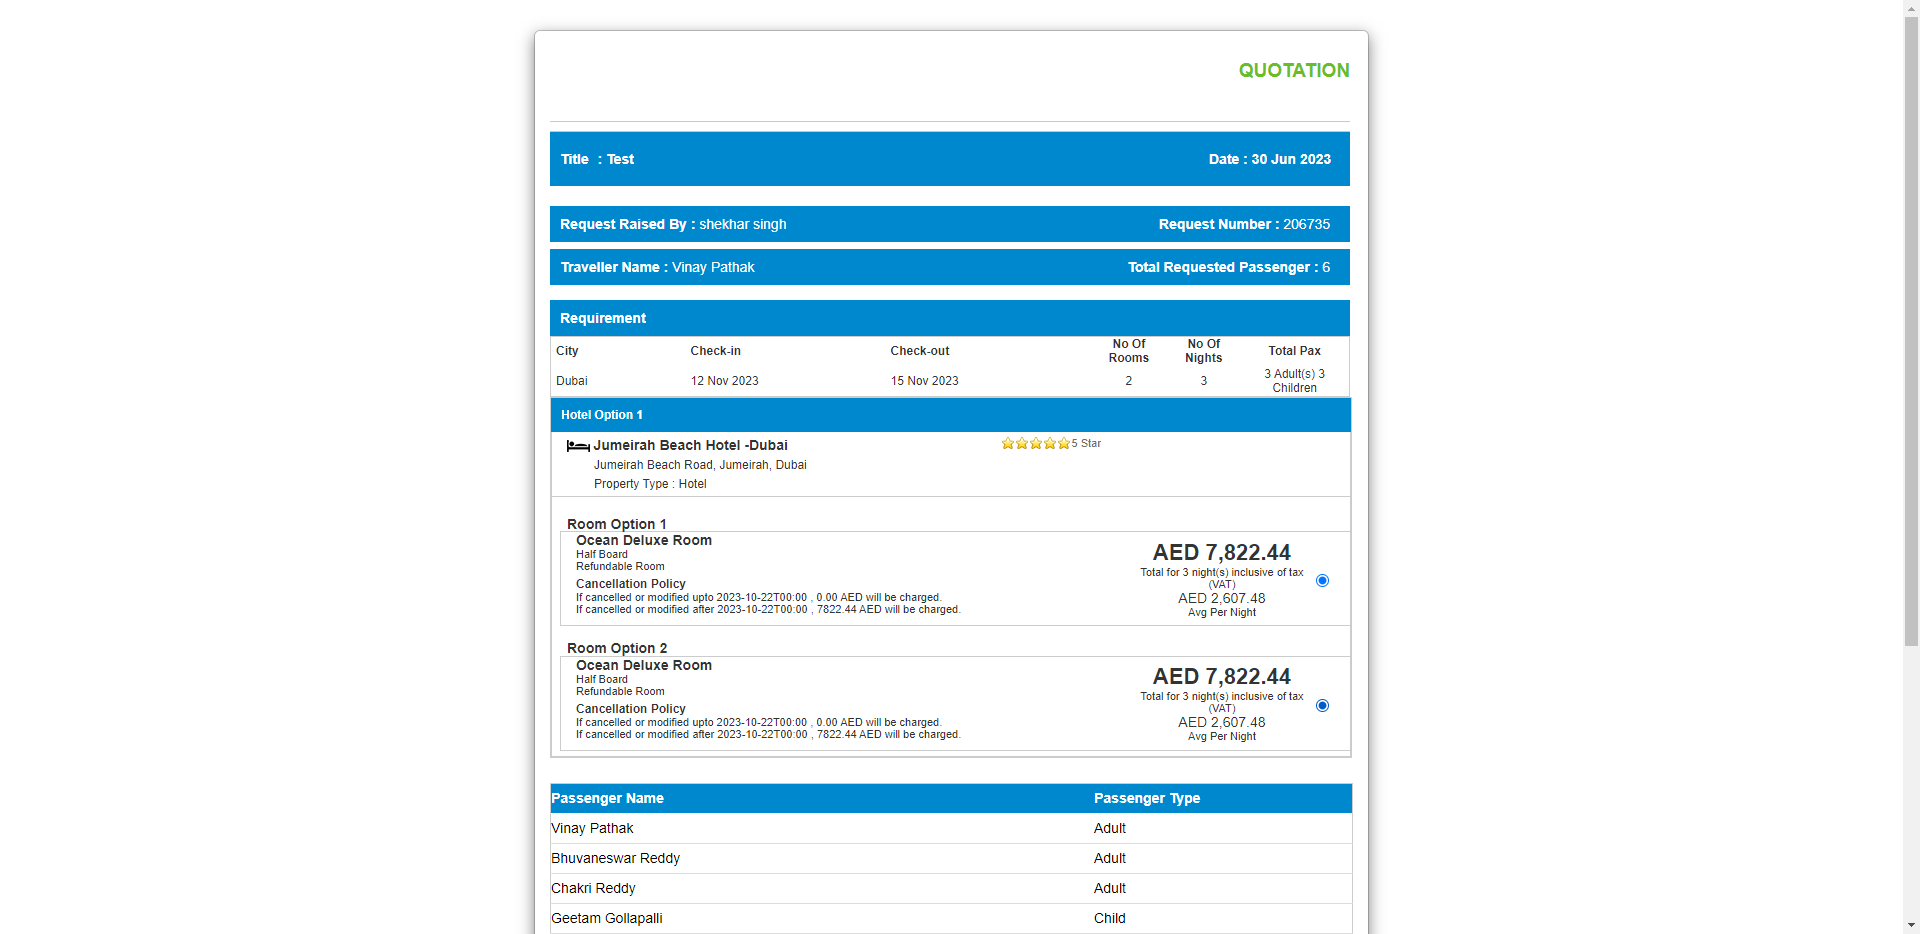 QUOTATION
Title : Test Date : 30 Jun 2023
Request Raised By : shekhar singh Request Number : 206735
Traveller Name : Vinay Pathak Total Requested Passenger : 6
Requirement
City Check-in Check-out No Of Rooms No Of Nights Total Pax
Dubai 12 Nov 2023 15 Nov 2023 2 3 3 Adult(s) 3 Children
Hotel Option 1
Jumeirah Beach Hotel -Dubai 5 Star
Jumeirah Beach Road, Jumeirah, Dubai
Property Type : Hotel
Room Option 1
Ocean Deluxe Room
Half Board
Refundable Room
Cancellation Policy
If cancelled or modified upto 2023-10-22T00:00 , 0.00 AED will be charged.
If cancelled or modified after 2023-10-22T00:00 , 7822.44 AED will be charged.
AED 7,822.44
Total for 3 night(s) inclusive of tax
(VAT)
AED 2,607.48
Avg Per Night
Room Option 2
Ocean Deluxe Room
Half Board
Refundable Room
Cancellation Policy
If cancelled or modified upto 2023-10-22T00:00 , 0.00 AED will be charged.
If cancelled or modified after 2023-10-22T00:00 , 7822.44 AED will be charged.
AED 7,822.44
Total for 3 night(s) inclusive of tax
(VAT)
AED 2,607.48
Avg Per Night
Passenger Name Passenger Type
Vinay Pathak Adult
Bhuvaneswar Reddy Adult
Chakri Reddy Adult
Geetam Gollapalli Child